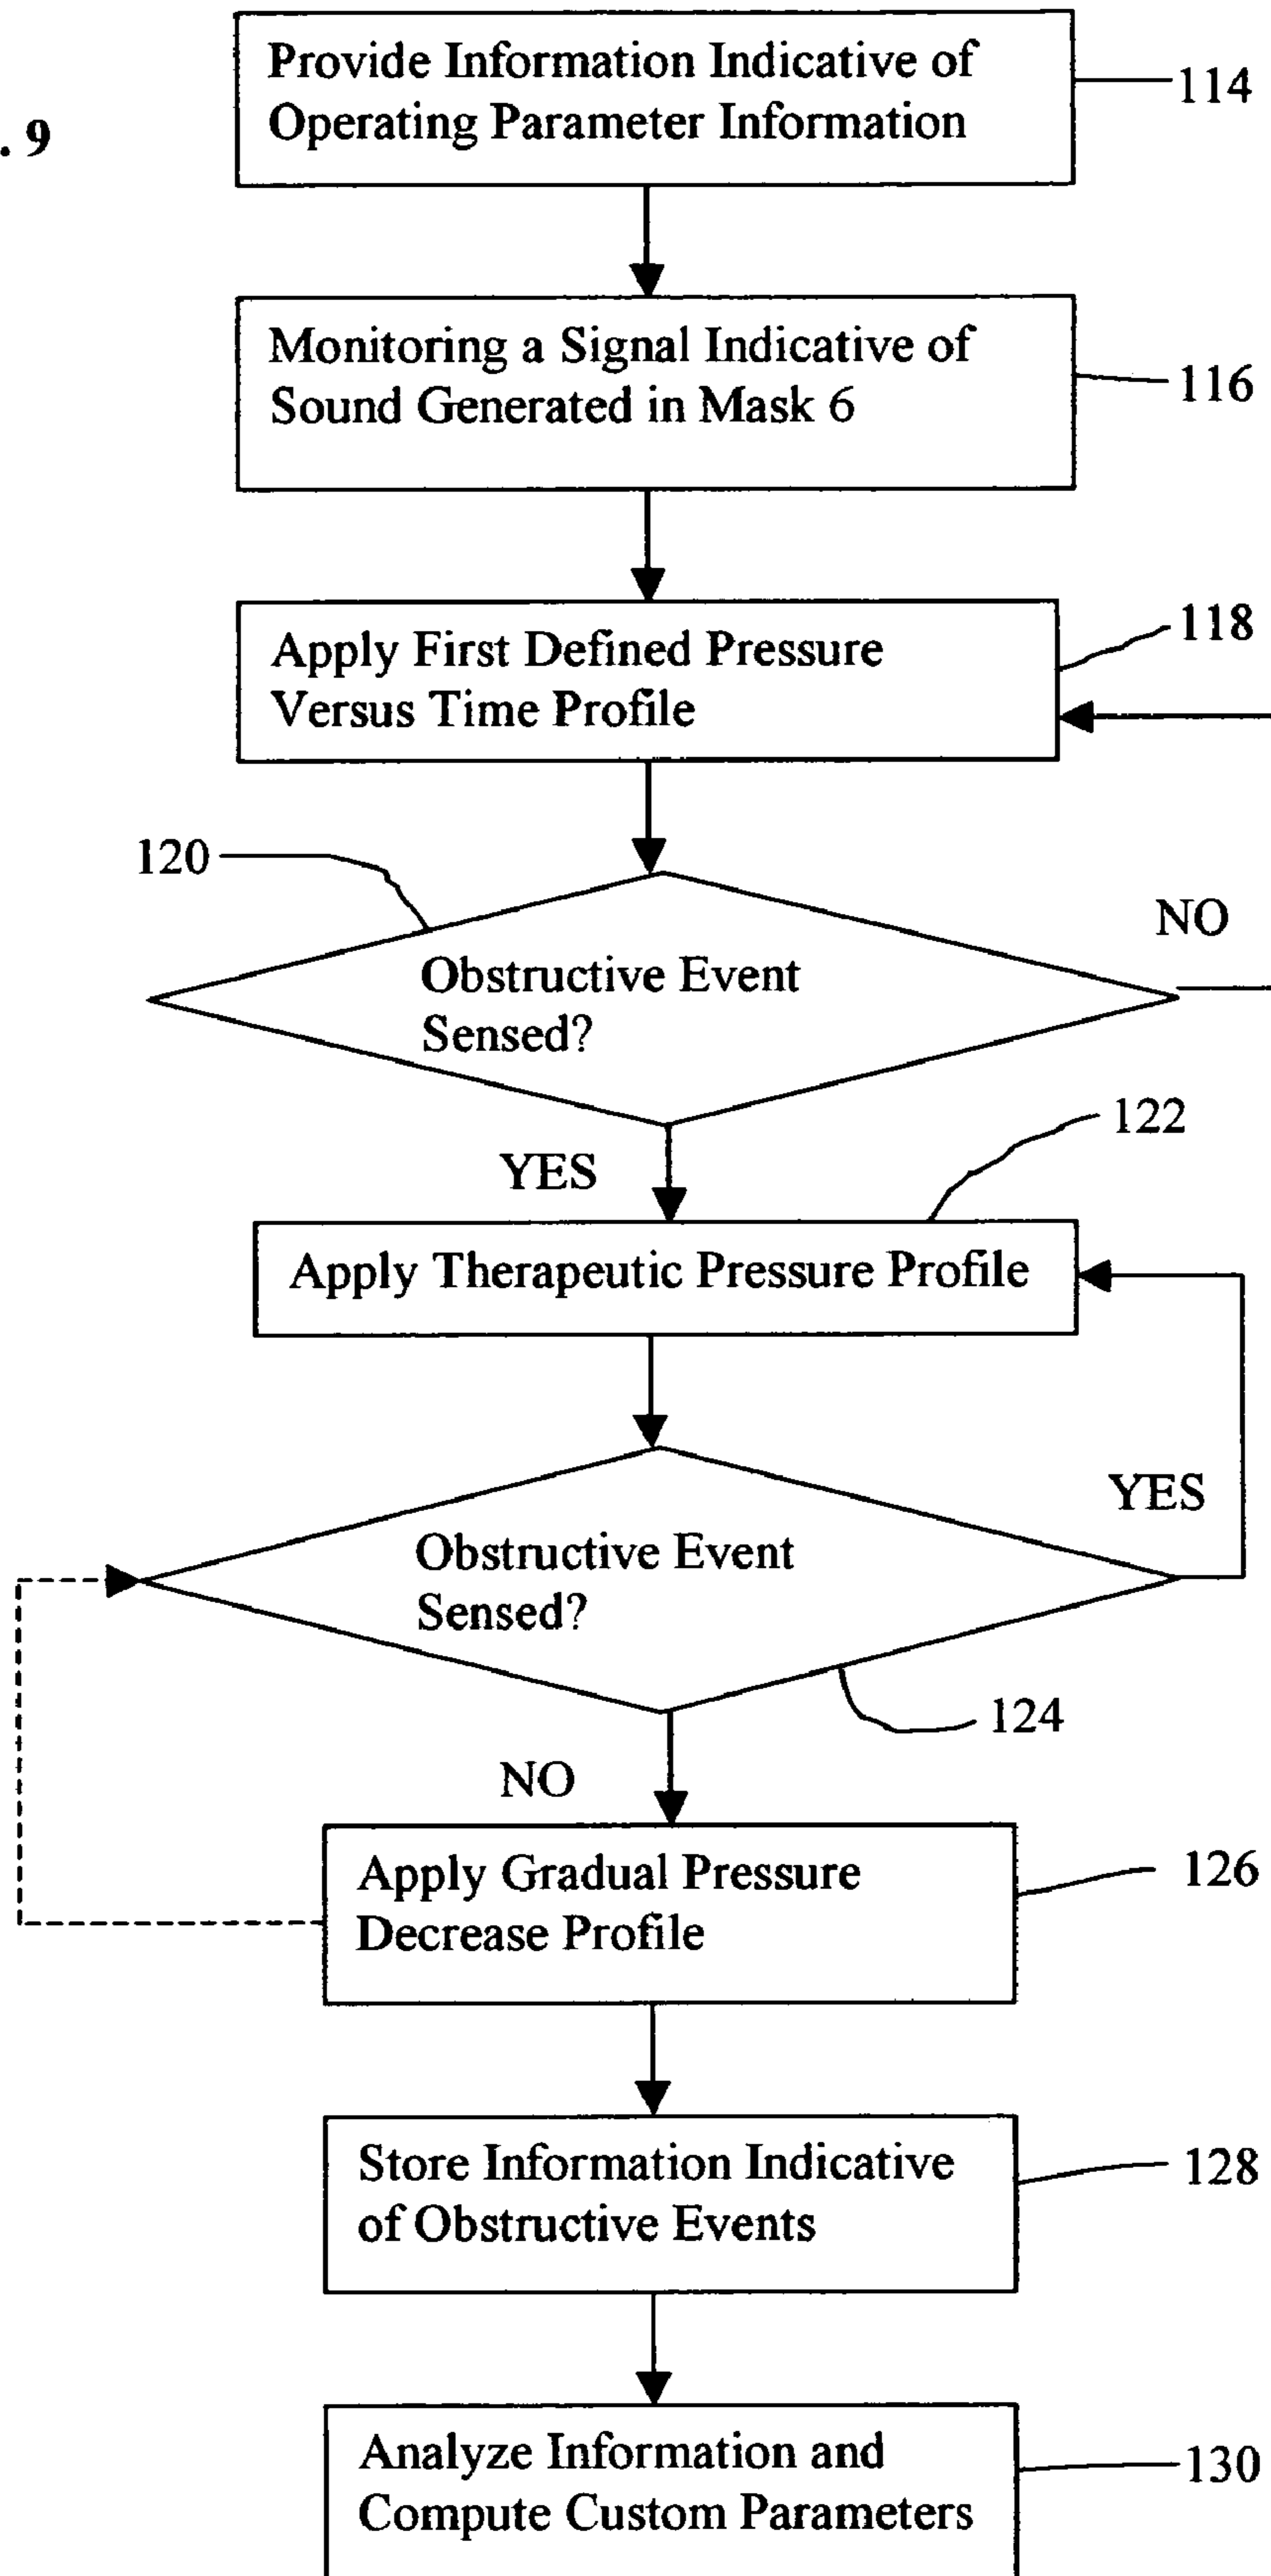 . 9
Provide Information Indicative of
Operating Parameter Information
114
Monitoring a Signal Indicative of
Sound Generated in Mask 6
116
Apply First Defined Pressure
Versus Time Profile
118
120
Obstructive Event
Sensed?
NO
YES
122
Apply Therapeutic Pressure Profile
Obstructive Event
Sensed?
YES
124
NO
Apply Gradual Pressure
Decrease Profile
126
Store Information Indicative
of Obstructive Events
128
Analyze Information and
Compute Custom Parameters
130